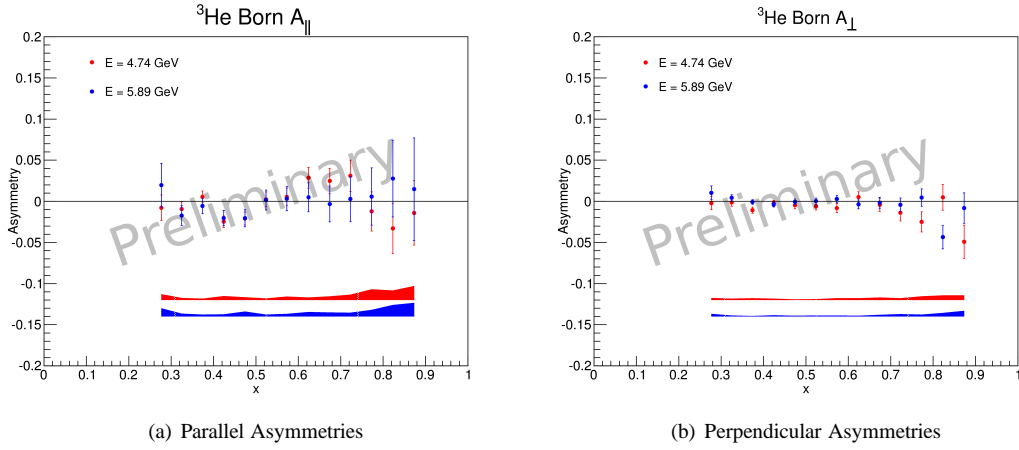 ³He Born A∥
0.2
0.15
0.1
0.05
0
-0.05
-0.1
-0.15
-0.2
Asymmetry
E = 4.74 GeV
E = 5.89 GeV
Preliminary
0 0.1 0.2 0.3 0.4 0.5 0.6 0.7 0.8 0.9 1
x
(a) Parallel Asymmetries
³He Born A⊥
0.2
0.15
0.1
0.05
0
-0.05
-0.1
-0.15
-0.2
Asymmetry
E = 4.74 GeV
E = 5.89 GeV
Preliminary
0 0.1 0.2 0.3 0.4 0.5 0.6 0.7 0.8 0.9 1
x
(b) Perpendicular Asymmetries